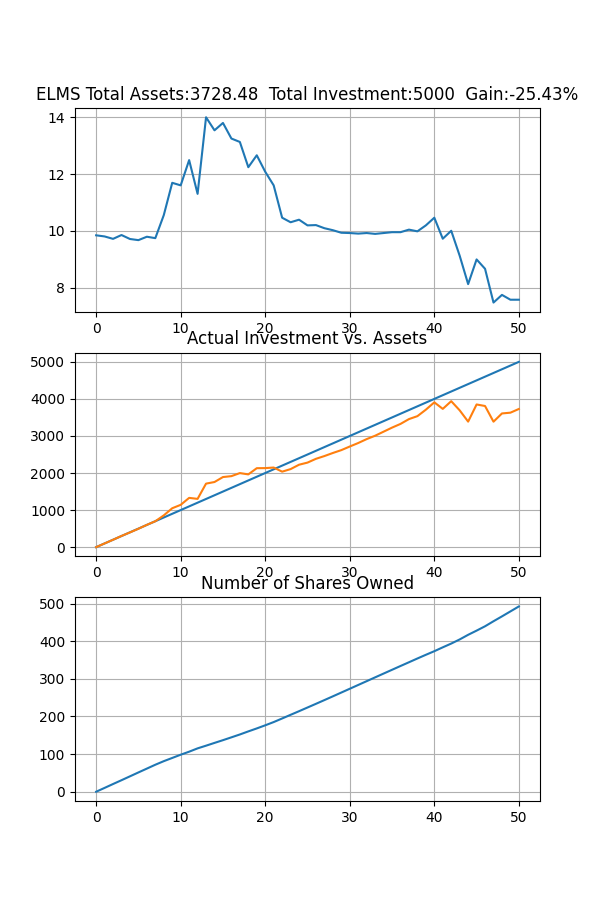 ELMS Total Assets:3728.48  Total Investment:5000  Gain:-25.43%
14
12
10
8
0 10 20 30 40 50
Actual Investment vs. Assets
5000
4000
3000
2000
1000
0
0 10 20 30 40 50
Number of Shares Owned
500
400
300
200
100
0
0 10 20 30 40 50